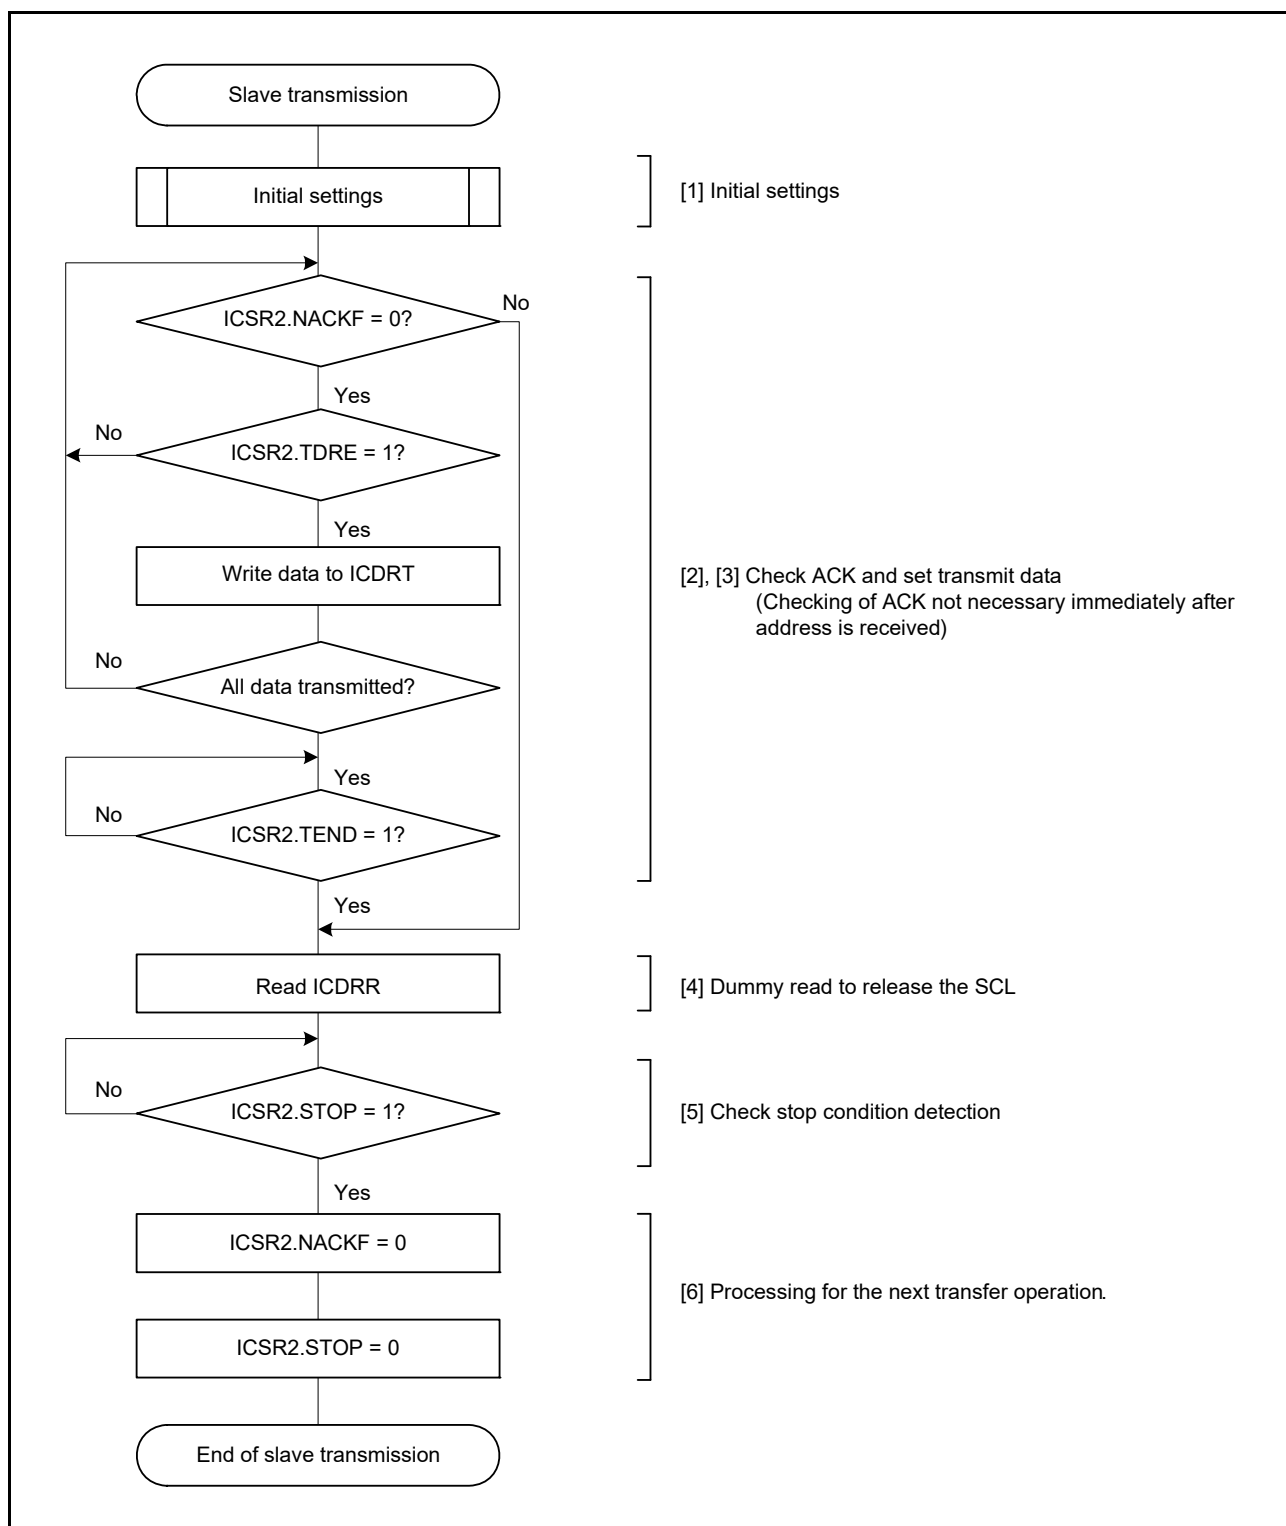 Slave transmission
Initial settings
[1] Initial settings
ICSR2.NACKF = 0?
No
Yes
No
ICSR2.TDRE = 1?
Yes
Write data to ICDRT
[2], [3] Check ACK and set transmit data
(Checking of ACK not necessary immediately after
address is received)
No
All data transmitted?
Yes
No
ICSR2.TEND = 1?
Yes
Read ICDRR
[4] Dummy read to release the SCL
No
ICSR2.STOP = 1?
[5] Check stop condition detection
Yes
ICSR2.NACKF = 0
[6] Processing for the next transfer operation.
ICSR2.STOP = 0
End of slave transmission